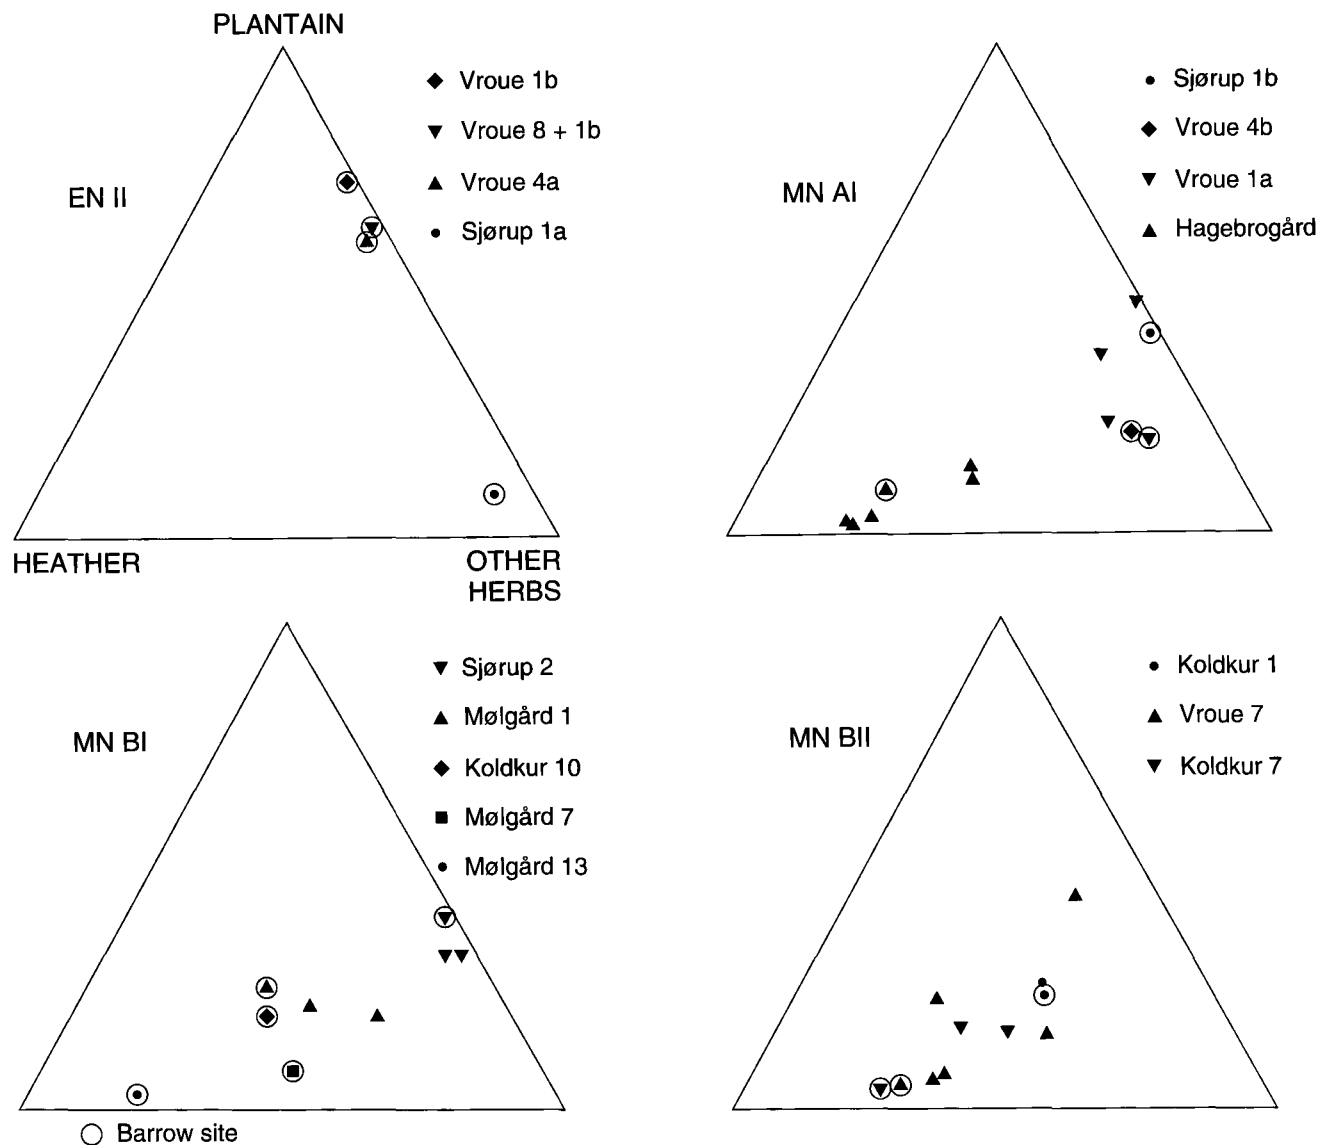 PLANTAIN
EN II
Vroue 1b
Vroue 8 + 1b
Vroue 4a
Sjørup 1a
HEATHER
OTHER
HERBS
MN AI
Sjørup 1b
Vroue 4b
Vroue 1a
Hagebrogård
MN BI
Sjørup 2
Mølgård 1
Koldkur 10
Mølgård 7
Mølgård 13
MN BII
Koldkur 1
Vroue 7
Koldkur 7
Barrow site